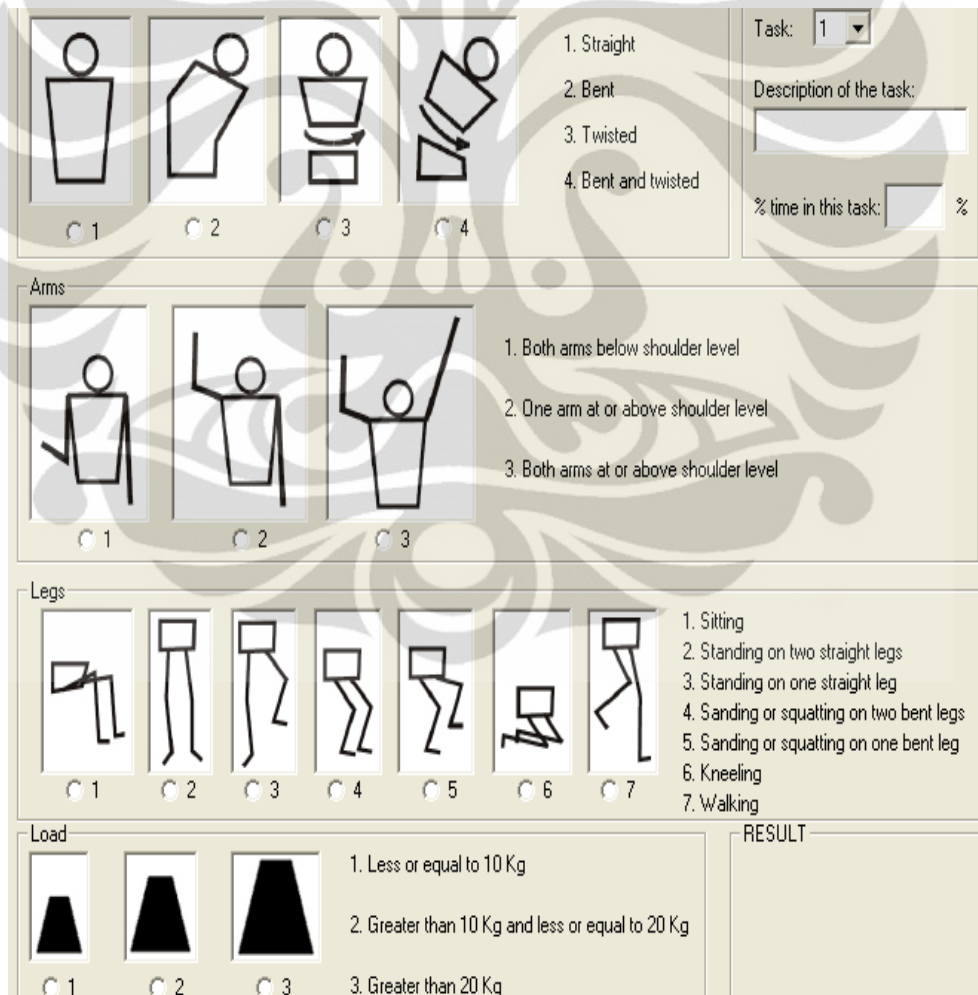 1. Straight
2. Bent
3. Twisted
4. Bent and twisted
1 2 3 4
Task: 1
Description of the task:
% time in this task: %
Arms
1. Both arms below shoulder level
2. One arm at or above shoulder level
3. Both arms at or above shoulder level
1 2 3
Legs
1. Sitting
2. Standing on two straight legs
3. Standing on one straight leg
4. Sanding or squatting on two bent legs
5. Sanding or squatting on one bent leg
6. Kneeling
7. Walking
1 2 3 4 5 6 7
Load
1. Less or equal to 10 Kg
2. Greater than 10 Kg and less or equal to 20 Kg
3. Greater than 20 Kg
1 2 3
RESULT